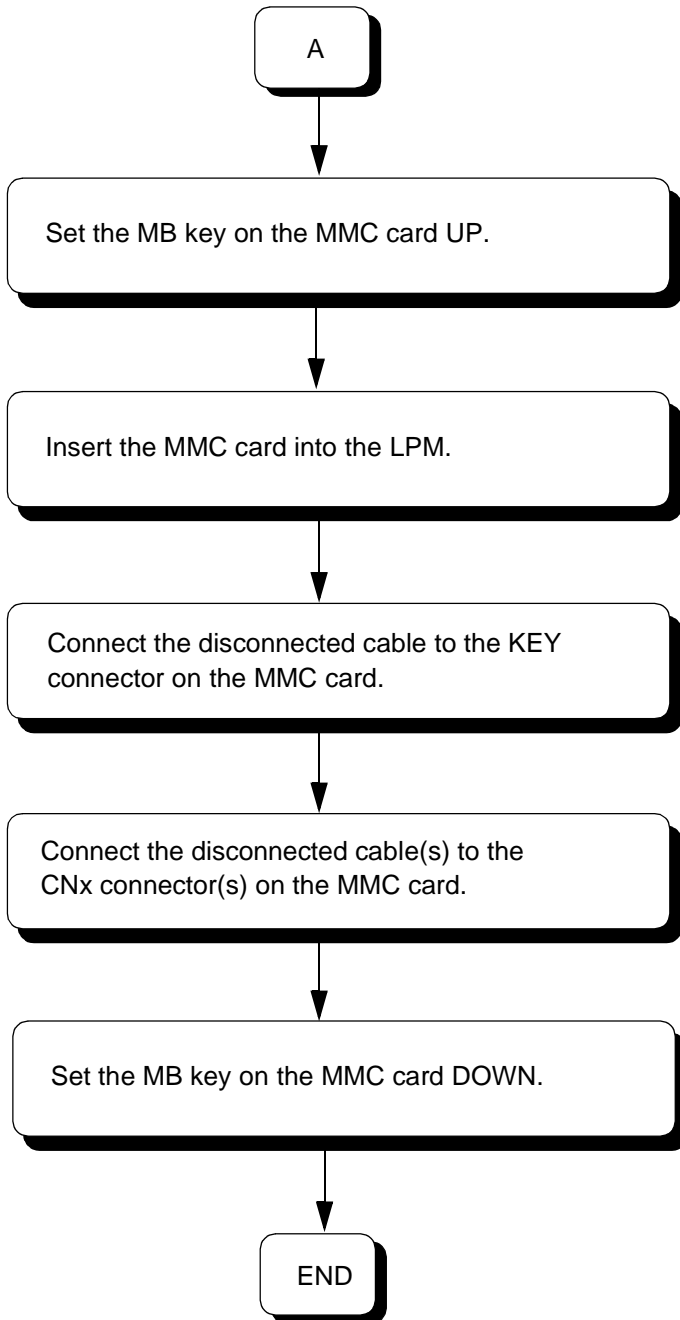 A
Set the MB key on the MMC card UP.
Insert the MMC card into the LPM.
Connect the disconnected cable to the KEY
connector on the MMC card.
Connect the disconnected cable(s) to the
CNx connector(s) on the MMC card.
Set the MB key on the MMC card DOWN.
END